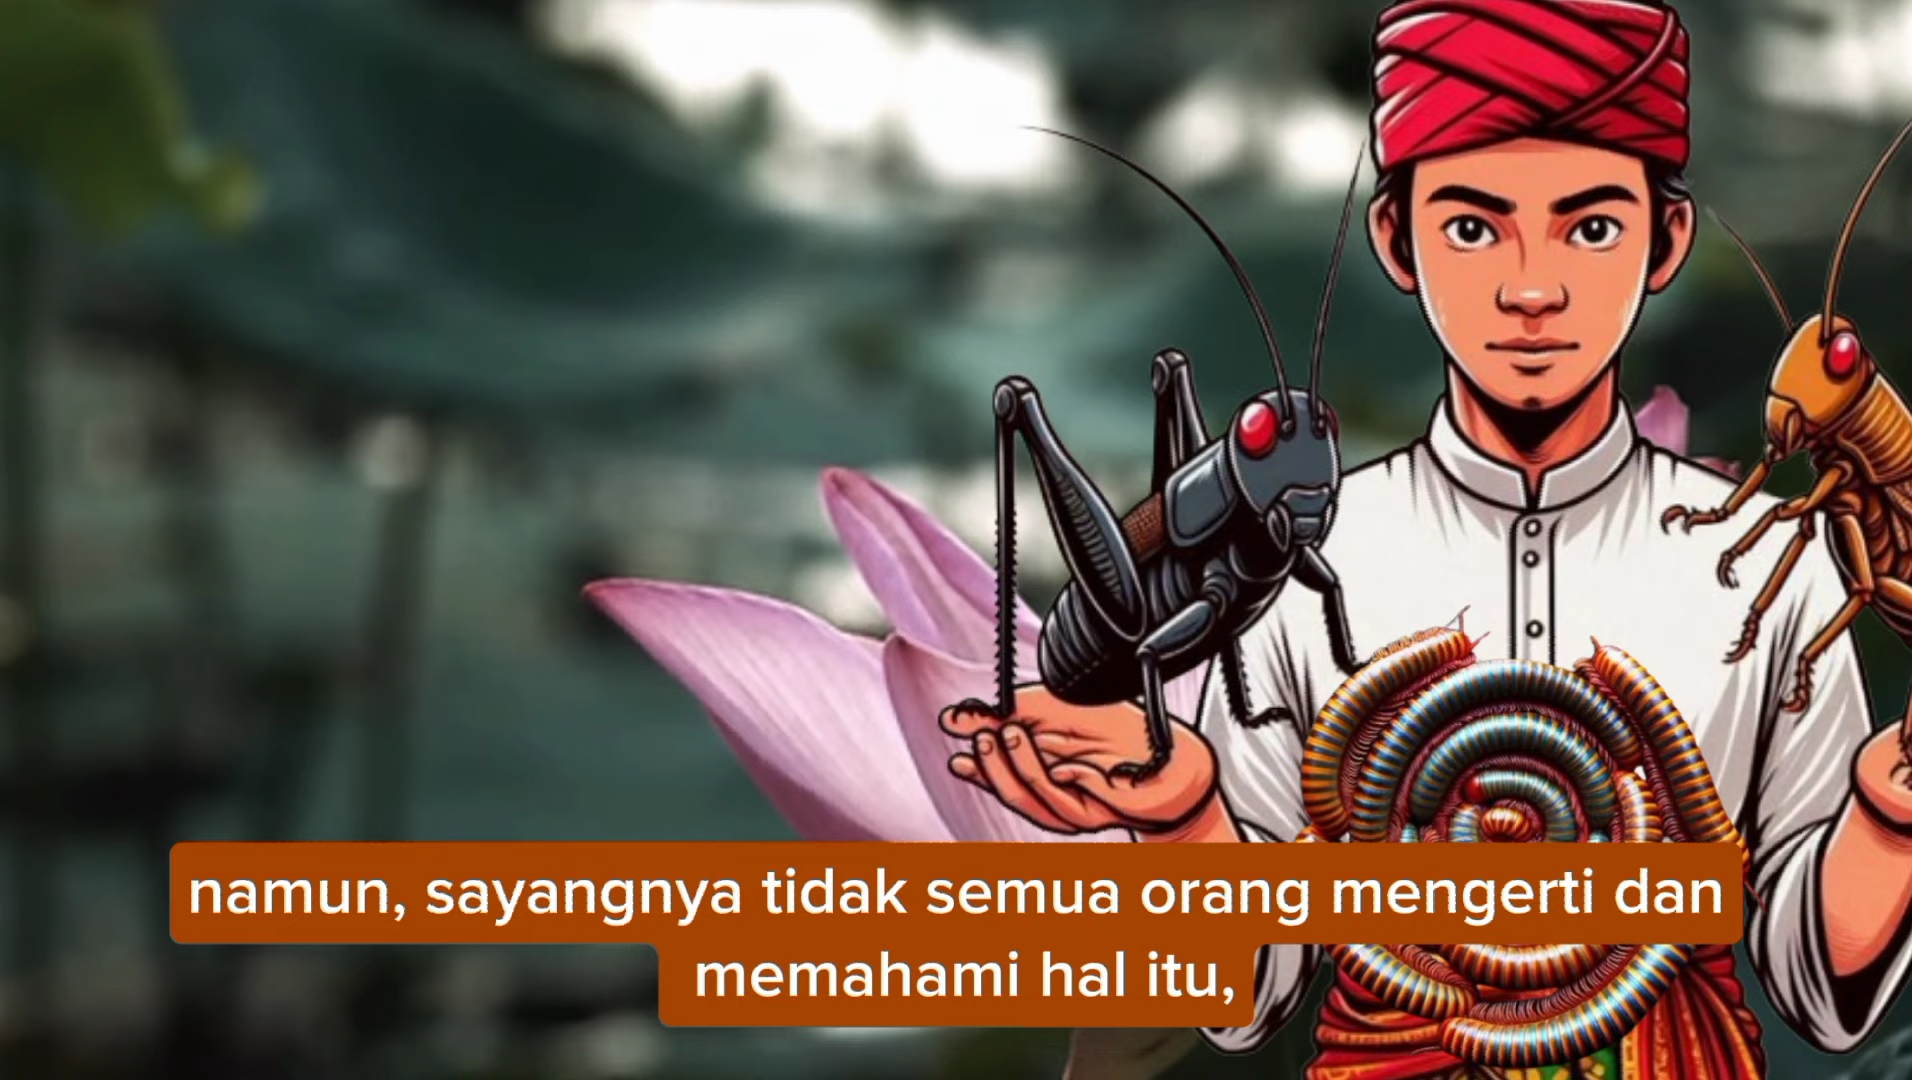 namun, sayangnya tidak semua orang mengerti dan
memahami hal itu,